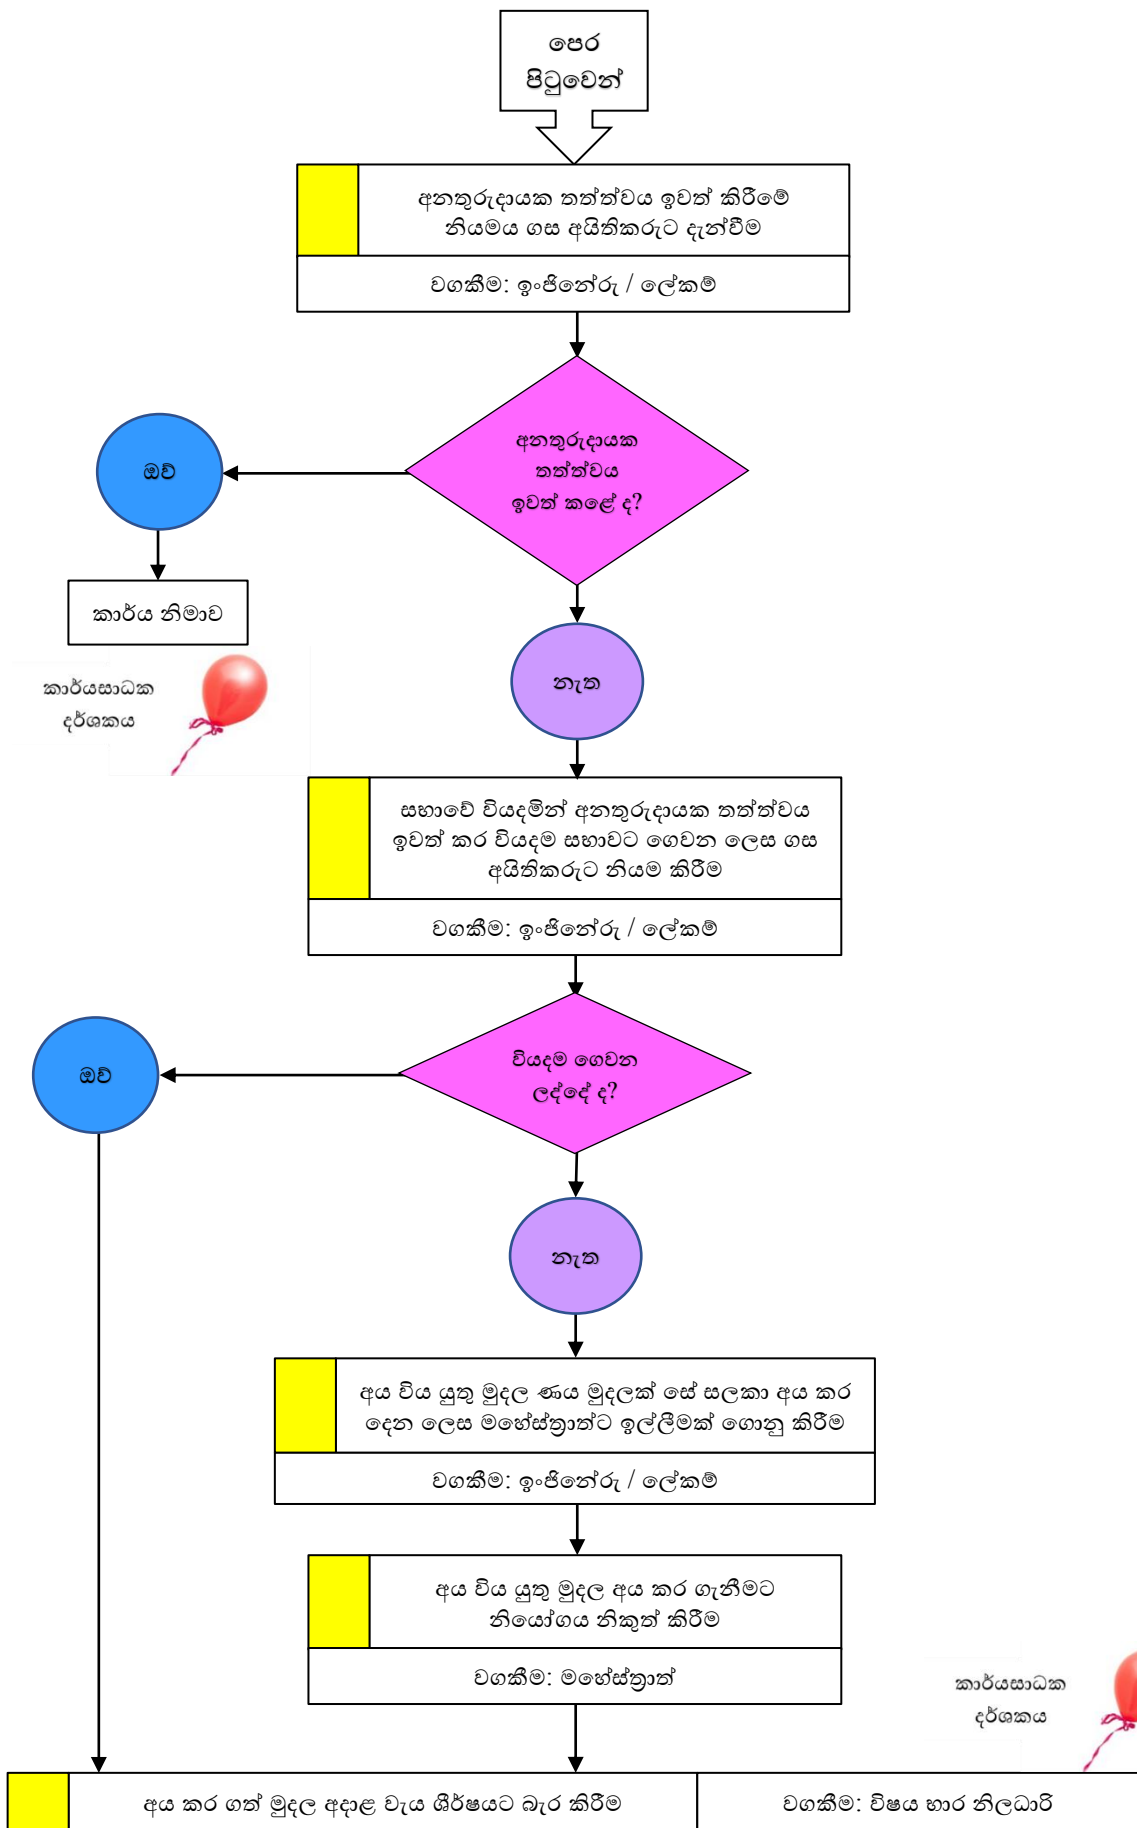 පෙර
පිටුවෙන්
අනතුරුදායක තත්ත්වය ඉවත් කිරීමේ
නියමය ගස අයිතිකරුට දැන්වීම
වගකීම: ඉංජිනේරු / ලේකම්
අනතුරුදායක
තත්ත්වය
ඉවත් කළේ ද?
ඔව්
කාර්ය නිමාව
නැත
කාර්යසාධක
දර්ශකය
සභාවේ වියදමින් අනතුරුදායක තත්ත්වය
ඉවත් කර වියදම සභාවට ගෙවන ලෙස ගස
අයිතිකරුට නියම කිරීම
වගකීම: ඉංජිනේරු / ලේකම්
වියදම ගෙවන
ලද්දේ ද?
ඔව්
නැත
අය විය යුතු මුදල ණය මුදලක් සේ සලකා අය කර
දෙන ලෙස මහේස්ත්‍රාත්ට ඉල්ලීමක් ගොනු කිරීම
වගකීම: ඉංජිනේරු / ලේකම්
අය විය යුතු මුදල අය කර ගැනීමට
නියෝගය නිකුත් කිරීම
වගකීම: මහේස්ත්‍රාත්
කාර්යසාධක
දර්ශකය
අය කර ගත් මුදල අදාළ වැය ශීර්ෂයට බැර කිරීම
වගකීම: විෂය භාර නිලධාරි